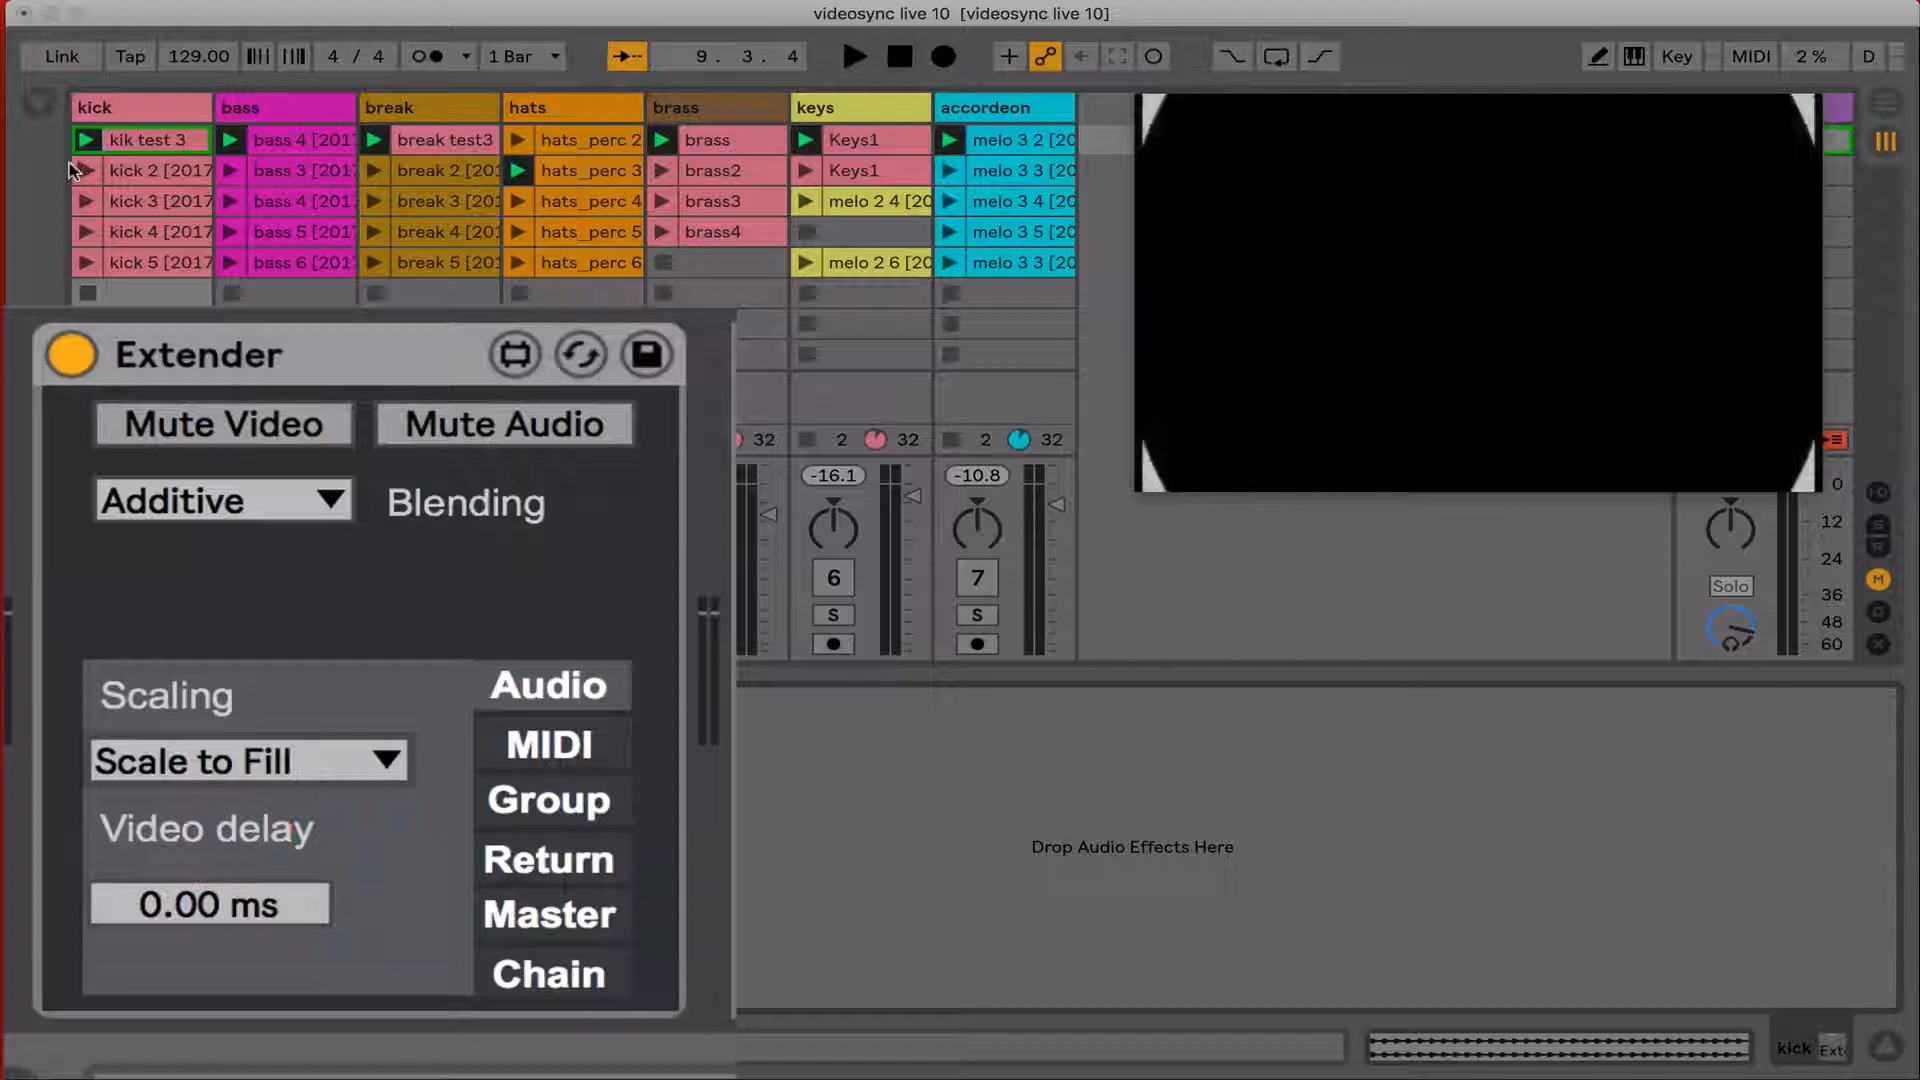 videosync live 10 [videosync live 10]
Link Tap 129.00 4 / 4 1 Bar 9. 3. 4 Key MIDI 2 % D
kick bass break hats brass keys accordeon
kik test 3 bass 4 [201 break test3 hats_perc 2 brass Keys1 melo 3 2 [20
kick 2 [2017 bass 3 [201 break 2 [20 hats_perc 3 brass2 Keys1 melo 3 3 [20
kick 3 [2017 bass 4 [201 break 3 [20 hats_perc 4 brass3 melo 2 4 [20 melo 3 4 [20
kick 4 [2017 bass 5 [201 break 4 [20 hats_perc 5 brass4 melo 3 5 [20
kick 5 [2017 bass 6 [201 break 5 [20 hats_perc 6 melo 2 6 [20 melo 3 3 [20
Extender
Mute Video Mute Audio
Additive Blending
Scaling
Scale to Fill
Video delay
0.00 ms
Audio
MIDI
Group
Return
Master
Chain
32 2 32 2 32
-16.1 -10.8
6 7
S S
0
12
24
36
48
60
Solo
S
R
M
Drop Audio Effects Here
kick Ext